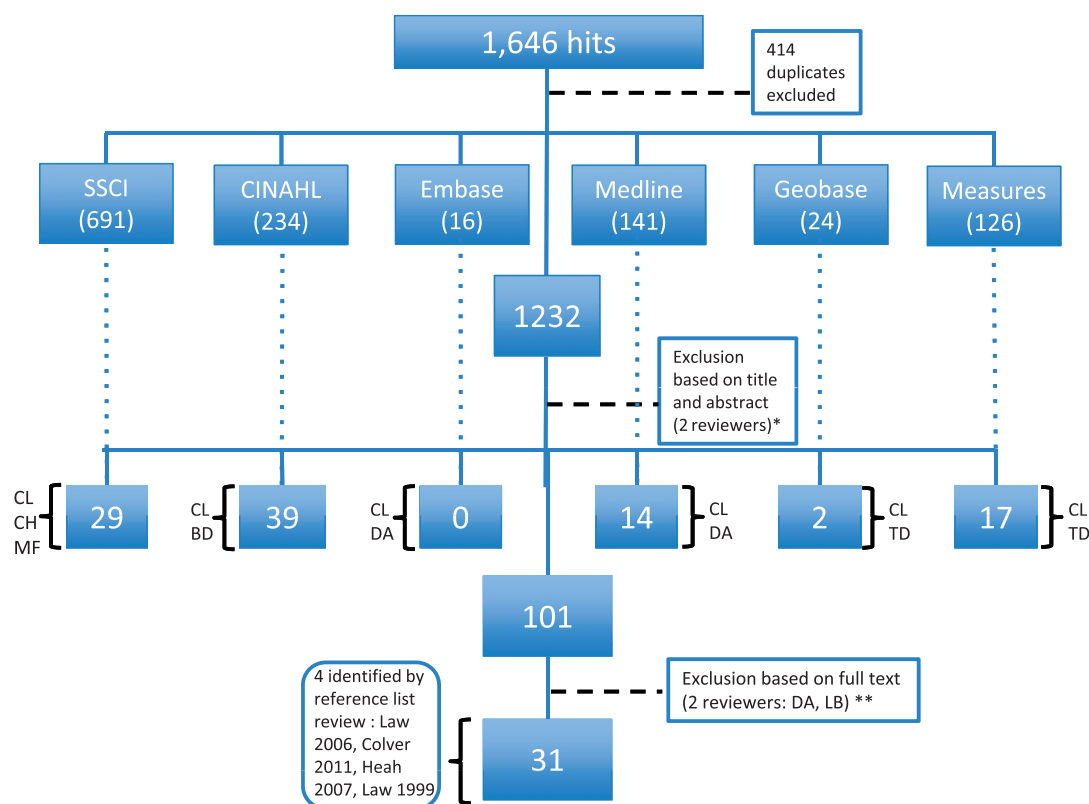 1,646 hits
414
duplicates
excluded
SSCI
(691)
CINAHL
(234)
Embase
(16)
Medline
(141)
Geobase
(24)
Measures
(126)
1232
Exclusion
based on title
and abstract
(2 reviewers)*
CL
CH
MF
29
CL
BD
39
CL
DA
0
14
CL
DA
2
CL
TD
17
CL
TD
101
4 identified by
reference list
review : Law
2006, Colver
2011, Heah
2007, Law 1999
Exclusion based on full text
(2 reviewers: DA, LB) **
31